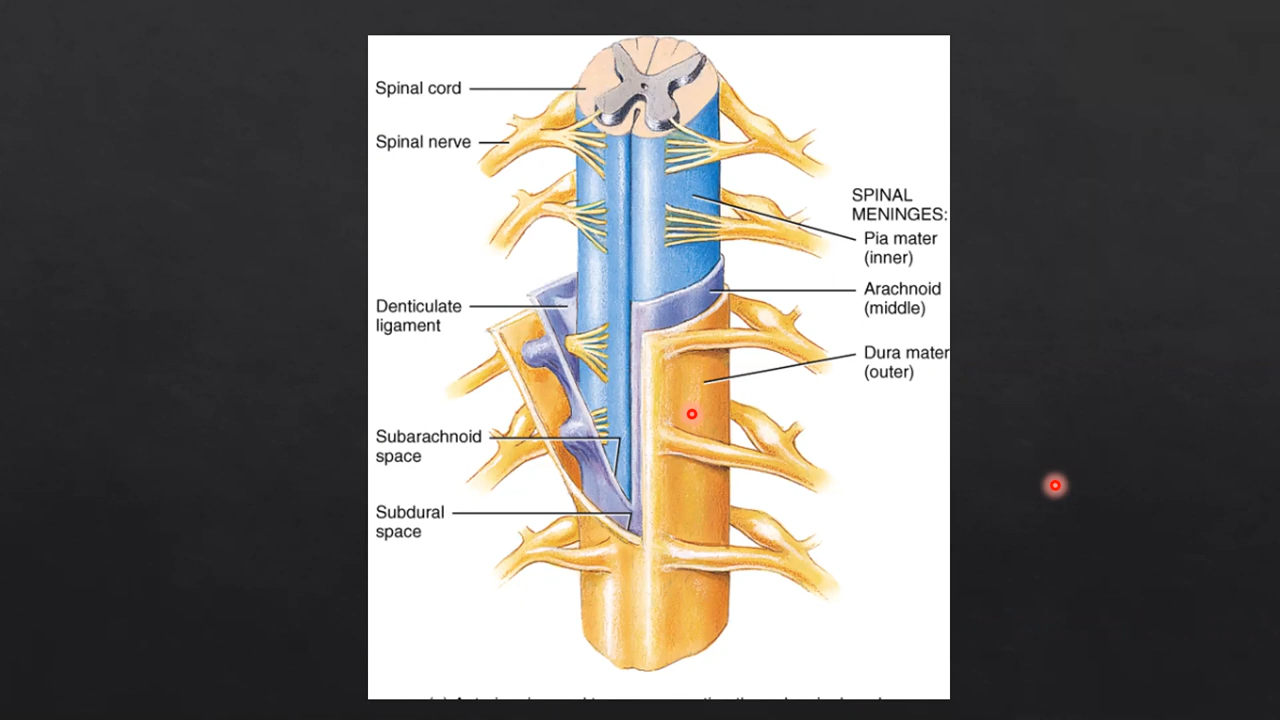 Spinal cord
Spinal nerve
SPINAL
MENINGES:
Pia mater
(inner)
Arachnoid
(middle)
Denticulate
ligament
Dura mater
(outer)
Subarachnoid
space
Subdural
space